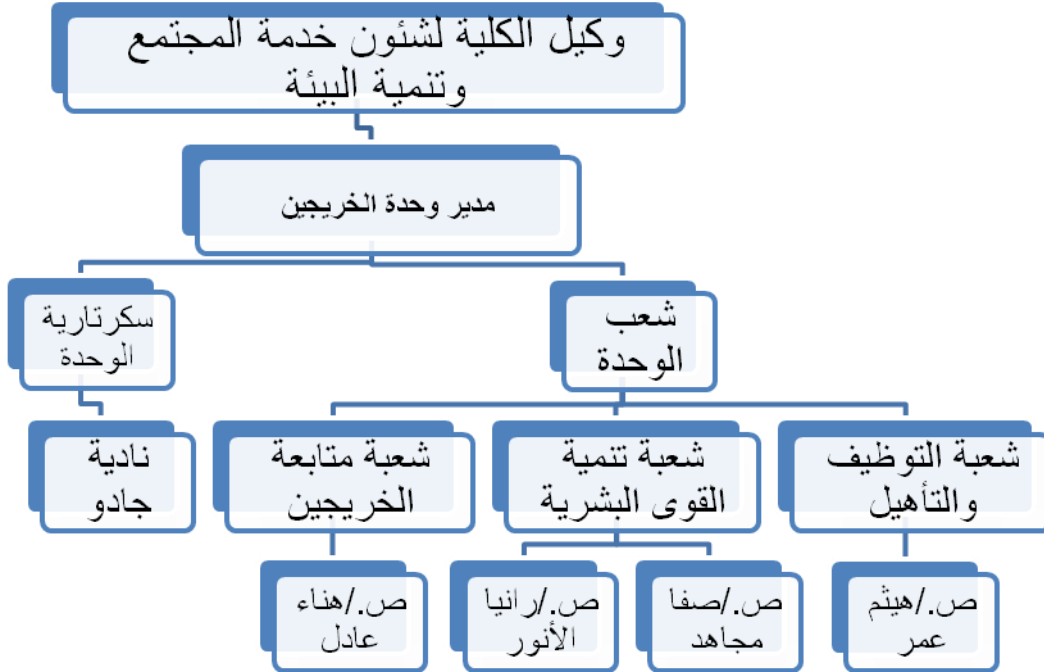 وكيل الكلية لشئون خدمة المجتمع
وتنمية البيئة
مدير وحدة الخريجين
شعب
الوحدة
سكرتارية
الوحدة
شعبة التوظيف
والتأهيل
شعبة تنمية
القوى البشرية
شعبة متابعة
الخريجين
نادية
جادو
ص./هيثم
عمر
ص./صفا
مجاهد
ص./رانيا
الأنور
ص./هناء
عادل